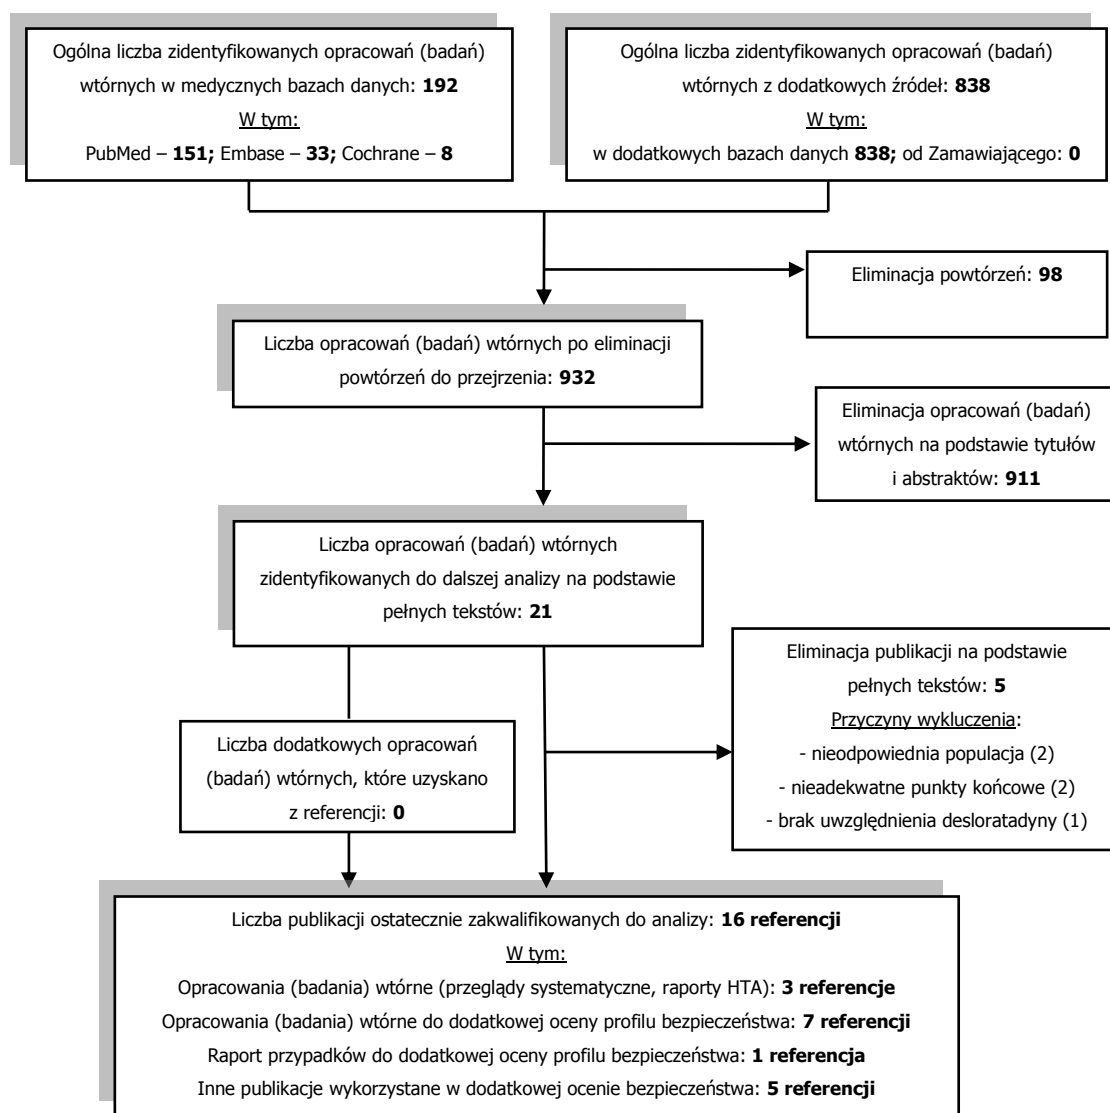 Ogólna liczba zidentyfikowanych opracowań (badań)
wtórnych w medycznych bazach danych: 192
W tym:
PubMed – 151; Embase – 33; Cochrane – 8
Ogólna liczba zidentyfikowanych opracowań (badań)
wtórnych z dodatkowych źródeł: 838
W tym:
w dodatkowych bazach danych 838; od Zamawiającego: 0
Eliminacja powtórzeń: 98
Liczba opracowań (badań) wtórnych po eliminacji
powtórzeń do przejrzenia: 932
Eliminacja opracowań (badań)
wtórnych na podstawie tytułów
i abstraktów: 911
Liczba opracowań (badań) wtórnych
zidentyfikowanych do dalszej analizy na podstawie
pełnych tekstów: 21
Eliminacja publikacji na podstawie
pełnych tekstów: 5
Przyczyny wykluczenia:
- nieodpowiednia populacja (2)
- nieadekwatne punkty końcowe (2)
- brak uwzględnienia desloratadyny (1)
Liczba dodatkowych opracowań
(badań) wtórnych, które uzyskano
z referencji: 0
Liczba publikacji ostatecznie zakwalifikowanych do analizy: 16 referencji
W tym:
Opracowania (badania) wtórne (przeglądy systematyczne, raporty HTA): 3 referencje
Opracowania (badania) wtórne do dodatkowej oceny profilu bezpieczeństwa: 7 referencji
Raport przypadków do dodatkowej oceny profilu bezpieczeństwa: 1 referencja
Inne publikacje wykorzystane w dodatkowej ocenie bezpieczeństwa: 5 referencji